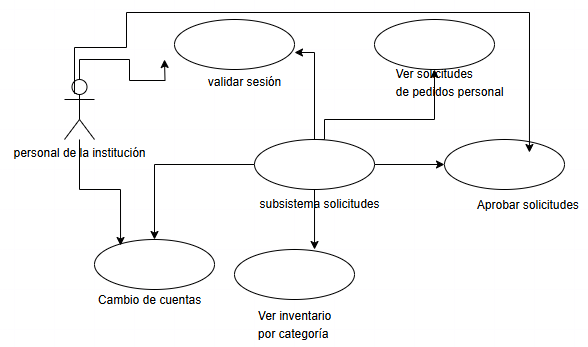 validar sesión
Ver solicitudes
de pedidos personal
personal de la institución
subsistema solicitudes
Aprobar solicitudes
Cambio de cuentas
Ver inventario
por categoría